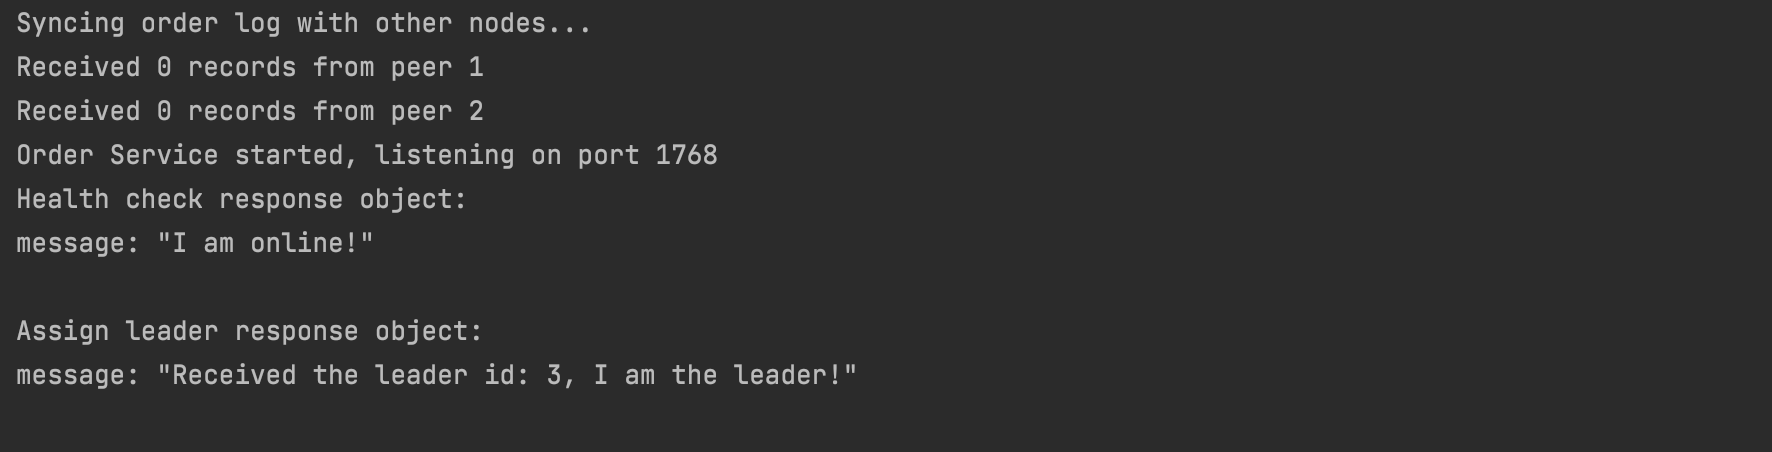 Syncing order log with other nodes...
Received 0 records from peer 1
Received 0 records from peer 2
Order Service started, listening on port 1768
Health check response object:
message: "I am online!"
Assign leader response object:
message: "Received the leader id: 3, I am the leader!"